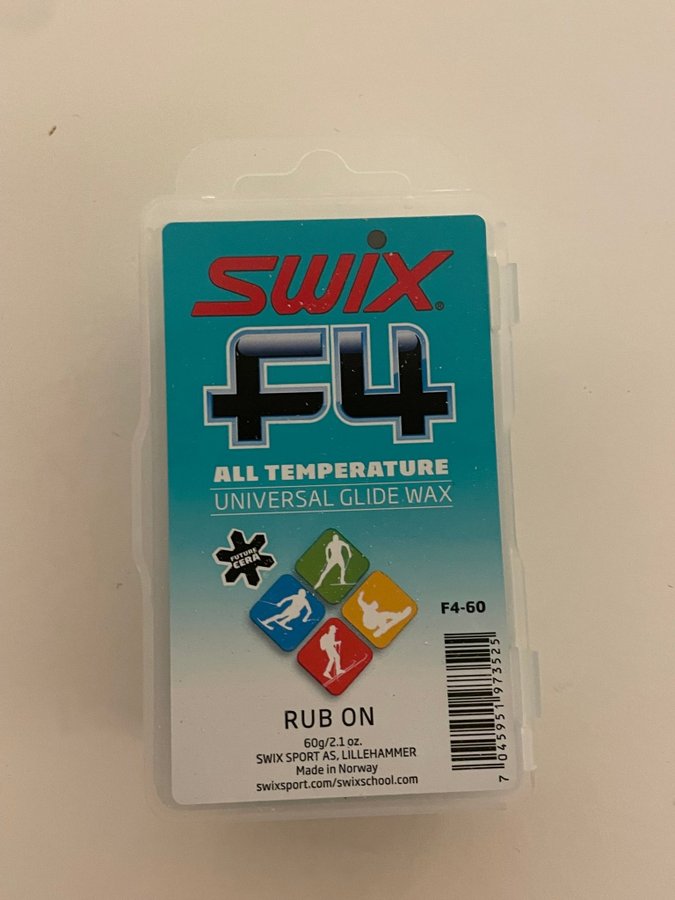 SWIX®
F4
ALL TEMPERATURE
UNIVERSAL GLIDE WAX
FUTURE
CERA
F4-60
RUB ON
60g/2.1 oz.
SWIX SPORT AS, LILLEHAMMER
Made in Norway
swixsport.com/swixschool.com
7 045951 973525